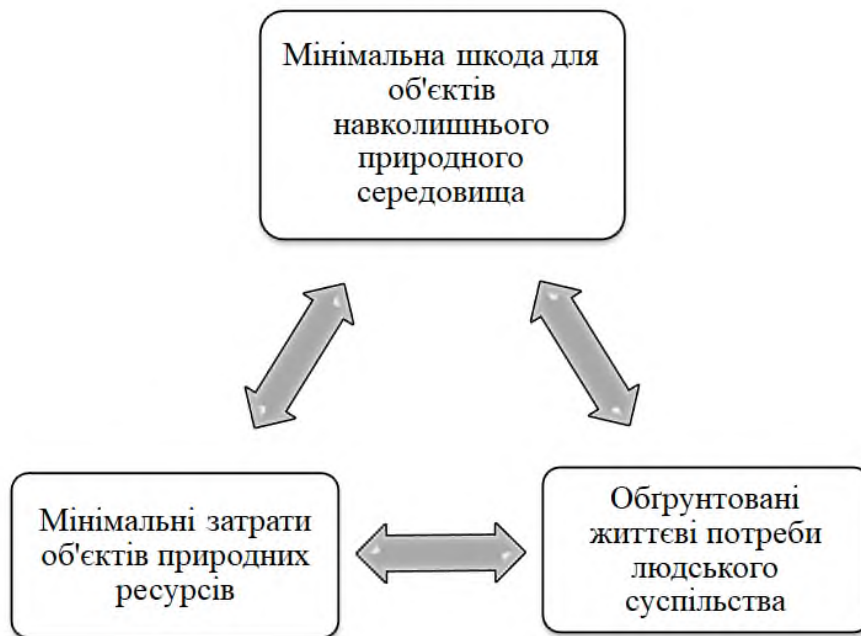 Мінімальна шкода для
об'єктів
навколишнього
природного
середовища
Мінімальні затрати
об'єктів природних
ресурсів
Обґрунтовані
життєві потреби
людського
суспільства